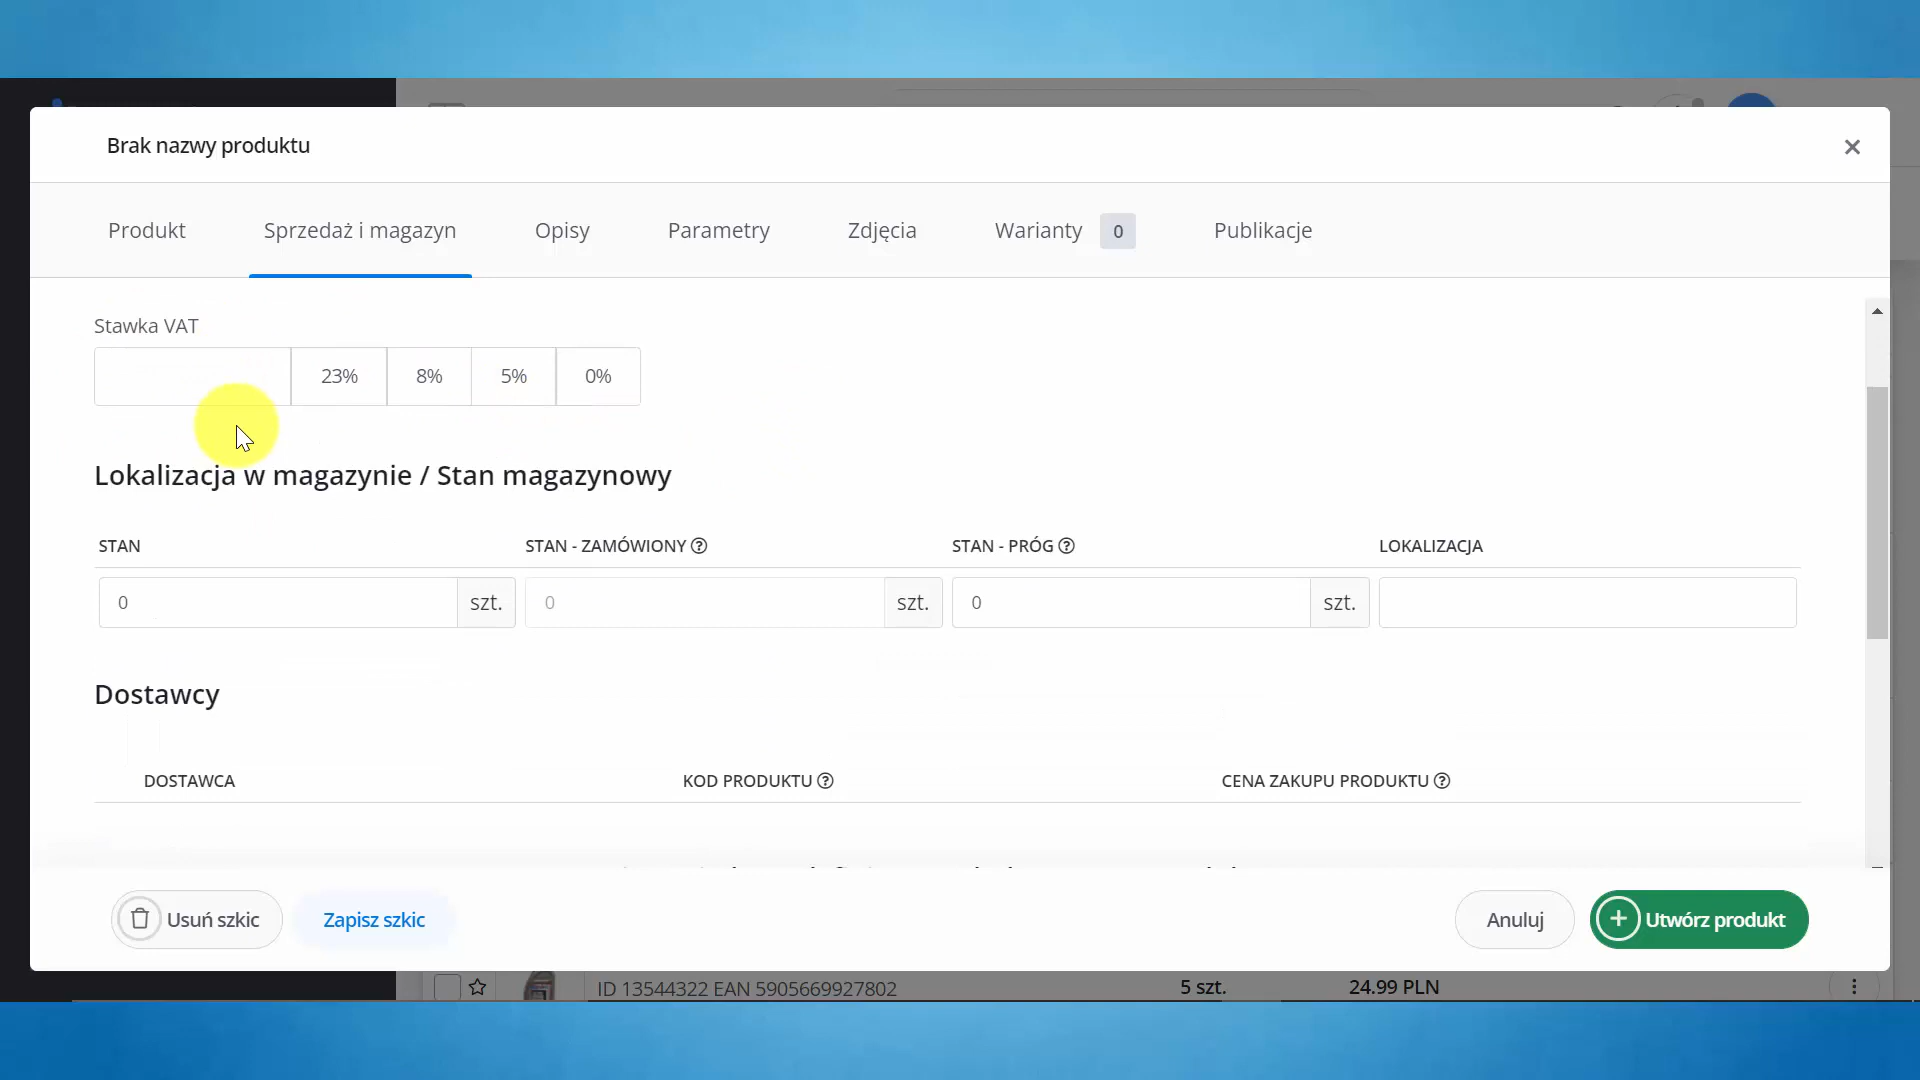 Brak nazwy produktu
Produkt Sprzedaż i magazyn Opisy Parametry Zdjęcia Warianty 0 Publikacje
Stawka VAT
23% 8% 5% 0%
Lokalizacja w magazynie / Stan magazynowy
STAN STAN - ZAMÓWIONY STAN - PRÓG LOKALIZACJA
0 szt. 0 szt. 0 szt.
Dostawcy
DOSTAWCA KOD PRODUKTU CENA ZAKUPU PRODUKTU
Usuń szkic Zapisz szkic Anuluj Utwórz produkt
ID 13544322 EAN 5905669927802 5 szt. 24.99 PLN